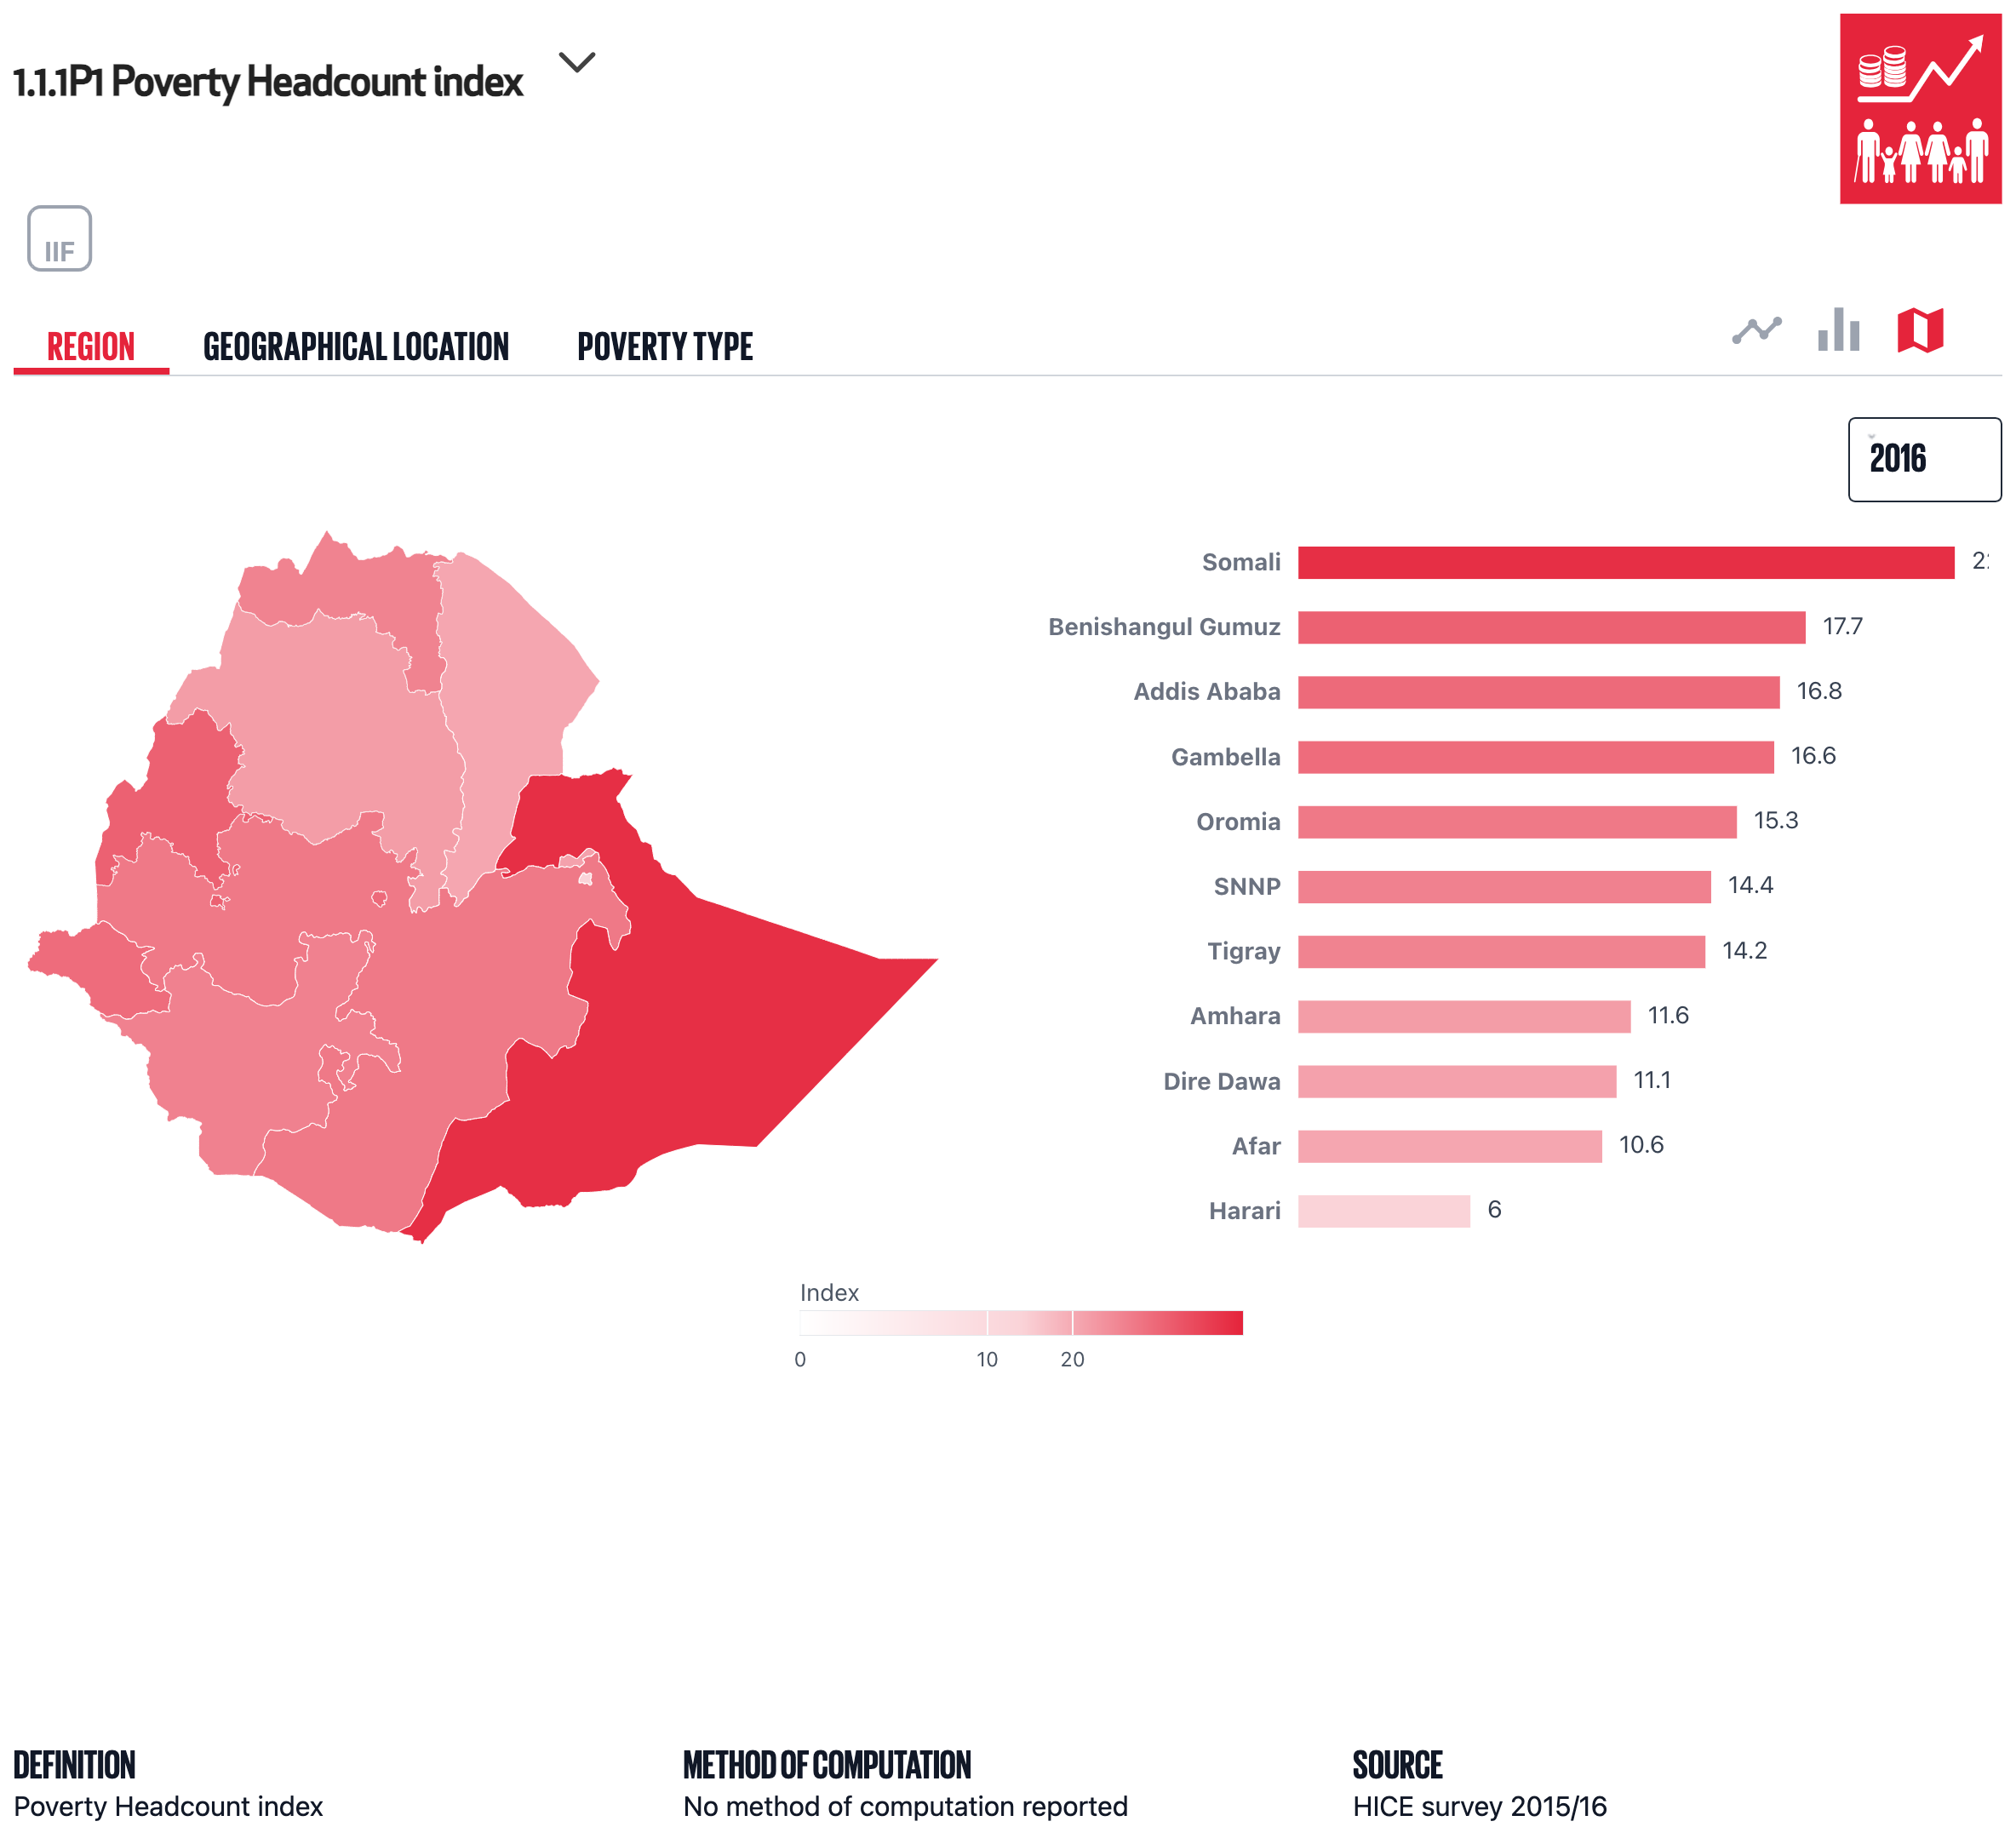 1.1.1P1 Poverty Headcount index
IIF
REGION GEOGRAPHICAL LOCATION POVERTY TYPE
2016
Somali
Benishangul Gumuz 17.7
Addis Ababa 16.8
Gambella 16.6
Oromia 15.3
SNNP 14.4
Tigray 14.2
Amhara 11.6
Dire Dawa 11.1
Afar 10.6
Harari 6
Index
0 10 20
DEFINITION
Poverty Headcount index
METHOD OF COMPUTATION
No method of computation reported
SOURCE
HICE survey 2015/16